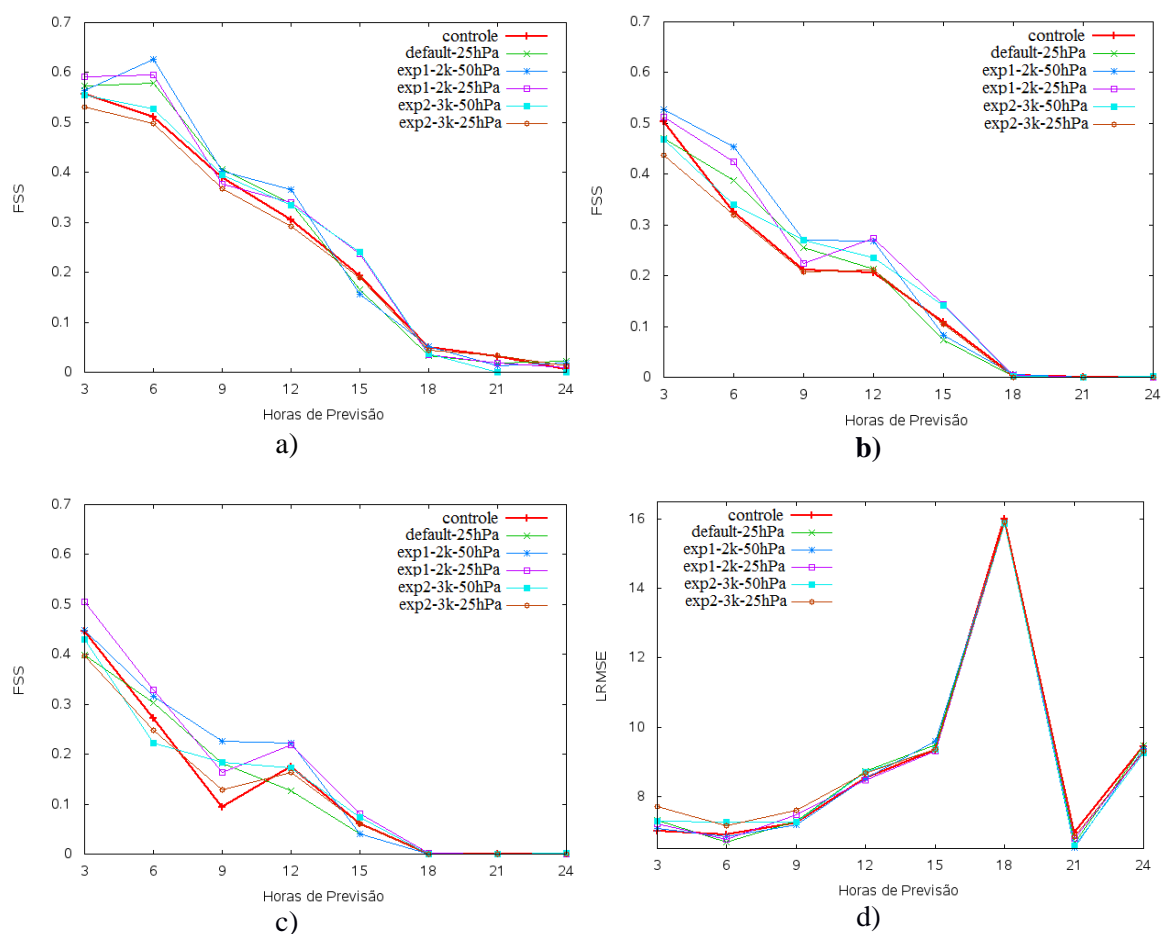 0.7
0.6
0.5
0.4
0.3
0.2
0.1
0
FSS
controle
default-25hPa
exp1-2k-50hPa
exp1-2k-25hPa
exp2-3k-50hPa
exp2-3k-25hPa
3 6 9 12 15 18 21 24
Horas de Previsão
a)
0.7
0.6
0.5
0.4
0.3
0.2
0.1
0
FSS
controle
default-25hPa
exp1-2k-50hPa
exp1-2k-25hPa
exp2-3k-50hPa
exp2-3k-25hPa
3 6 9 12 15 18 21 24
Horas de Previsão
b)
0.7
0.6
0.5
0.4
0.3
0.2
0.1
0
FSS
controle
default-25hPa
exp1-2k-50hPa
exp1-2k-25hPa
exp2-3k-50hPa
exp2-3k-25hPa
3 6 9 12 15 18 21 24
Horas de Previsão
c)
16
14
12
10
8
LRMSE
controle
default-25hPa
exp1-2k-50hPa
exp1-2k-25hPa
exp2-3k-50hPa
exp2-3k-25hPa
3 6 9 12 15 18 21 24
Horas de Previsão
d)